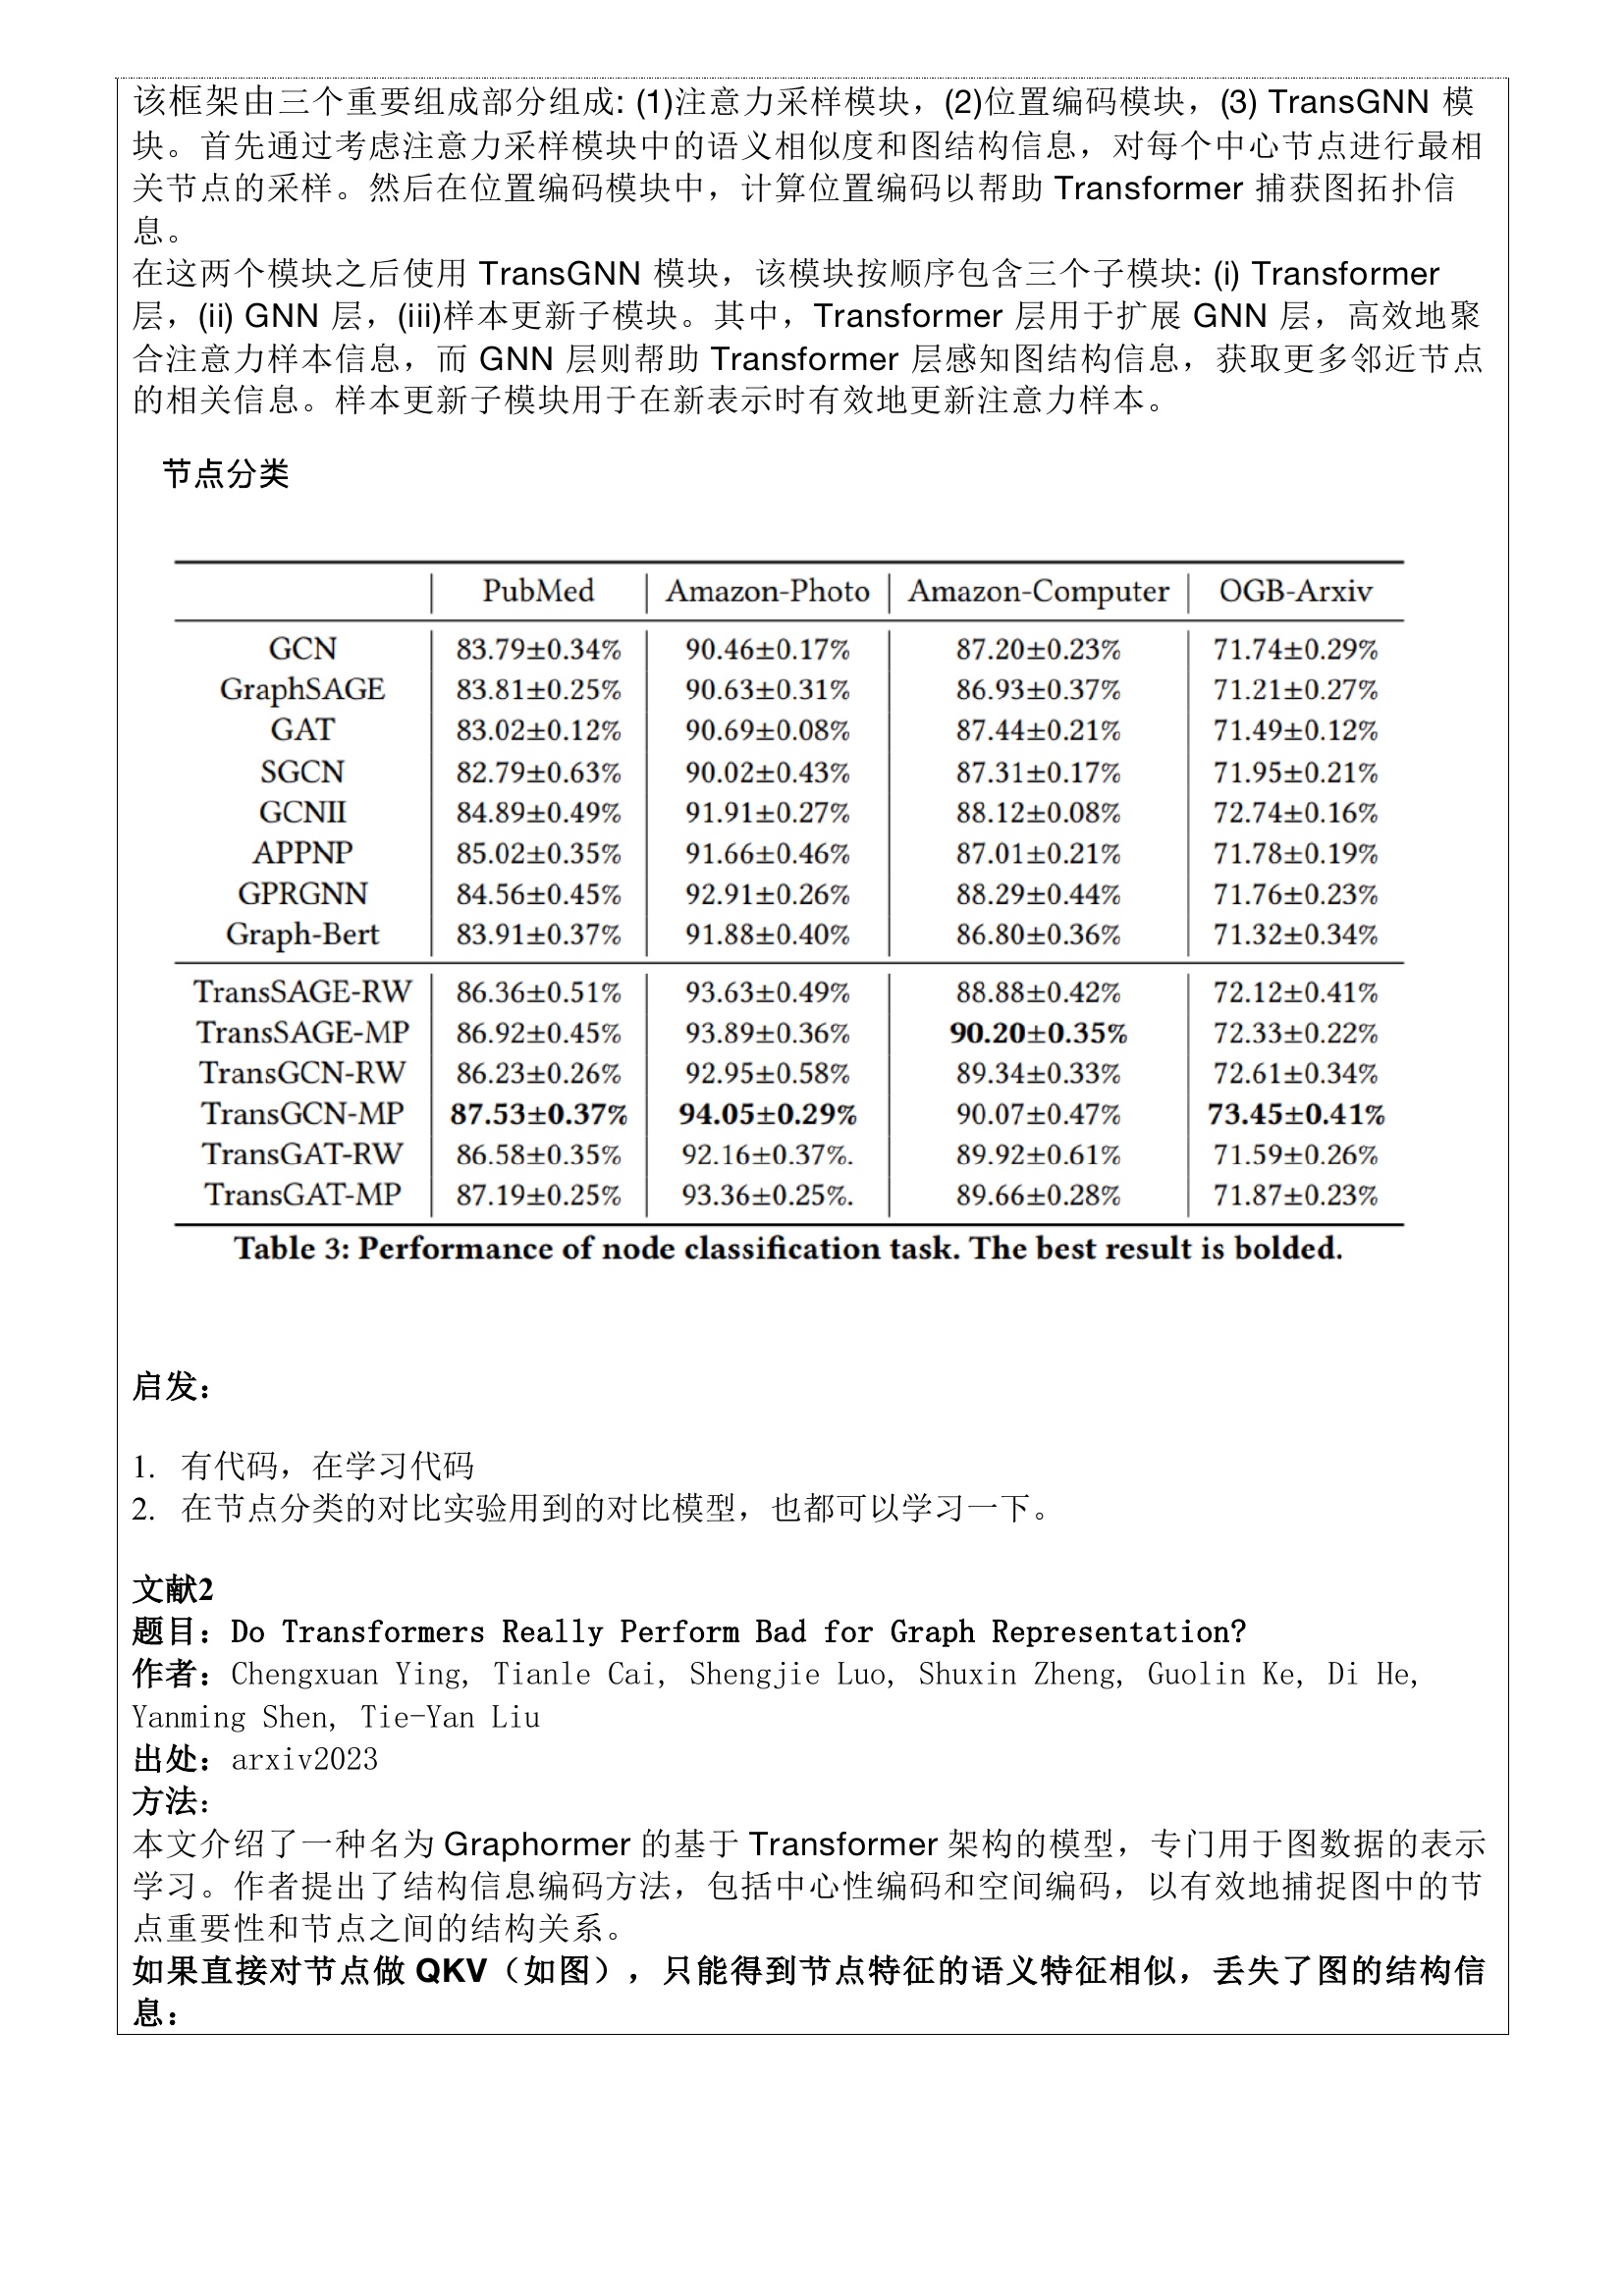 该框架由三个重要组成部分组成: (1)注意力采样模块，(2)位置编码模块，(3) TransGNN 模
块。首先通过考虑注意力采样模块中的语义相似度和图结构信息，对每个中心节点进行最相
关节点的采样。然后在位置编码模块中，计算位置编码以帮助 Transformer 捕获图拓扑信
息。
在这两个模块之后使用 TransGNN 模块，该模块按顺序包含三个子模块: (i) Transformer
层，(ii) GNN 层，(iii)样本更新子模块。其中，Transformer 层用于扩展 GNN 层，高效地聚
合注意力样本信息，而 GNN 层则帮助 Transformer 层感知图结构信息，获取更多邻近节点
的相关信息。样本更新子模块用于在新表示时有效地更新注意力样本。
节点分类
PubMed Amazon-Photo Amazon-Computer OGB-Arxiv
GCN 83.79±0.34% 90.46±0.17% 87.20±0.23% 71.74±0.29%
GraphSAGE 83.81±0.25% 90.63±0.31% 86.93±0.37% 71.21±0.27%
GAT 83.02±0.12% 90.69±0.08% 87.44±0.21% 71.49±0.12%
SGCN 82.79±0.63% 90.02±0.43% 87.31±0.17% 71.95±0.21%
GCNII 84.89±0.49% 91.91±0.27% 88.12±0.08% 72.74±0.16%
APPNP 85.02±0.35% 91.66±0.46% 87.01±0.21% 71.78±0.19%
GPRGNN 84.56±0.45% 92.91±0.26% 88.29±0.44% 71.76±0.23%
Graph-Bert 83.91±0.37% 91.88±0.40% 86.80±0.36% 71.32±0.34%
TransSAGE-RW 86.36±0.51% 93.63±0.49% 88.88±0.42% 72.12±0.41%
TransSAGE-MP 86.92±0.45% 93.89±0.36% 90.20±0.35% 72.33±0.22%
TransGCN-RW 86.23±0.26% 92.95±0.58% 89.34±0.33% 72.61±0.34%
TransGCN-MP 87.53±0.37% 94.05±0.29% 90.07±0.47% 73.45±0.41%
TransGAT-RW 86.58±0.35% 92.16±0.37%. 89.92±0.61% 71.59±0.26%
TransGAT-MP 87.19±0.25% 93.36±0.25%. 89.66±0.28% 71.87±0.23%
Table 3: Performance of node classification task. The best result is bolded.
启发：
1. 有代码，在学习代码
2. 在节点分类的对比实验用到的对比模型，也都可以学习一下。
文献2
题目：Do Transformers Really Perform Bad for Graph Representation?
作者：Chengxuan Ying, Tianle Cai, Shengjie Luo, Shuxin Zheng, Guolin Ke, Di He,
Yanming Shen, Tie-Yan Liu
出处：arxiv2023
方法：
本文介绍了一种名为 Graphormer 的基于 Transformer 架构的模型，专门用于图数据的表示
学习。作者提出了结构信息编码方法，包括中心性编码和空间编码，以有效地捕捉图中的节
点重要性和节点之间的结构关系。
如果直接对节点做 QKV（如图），只能得到节点特征的语义特征相似，丢失了图的结构信
息：